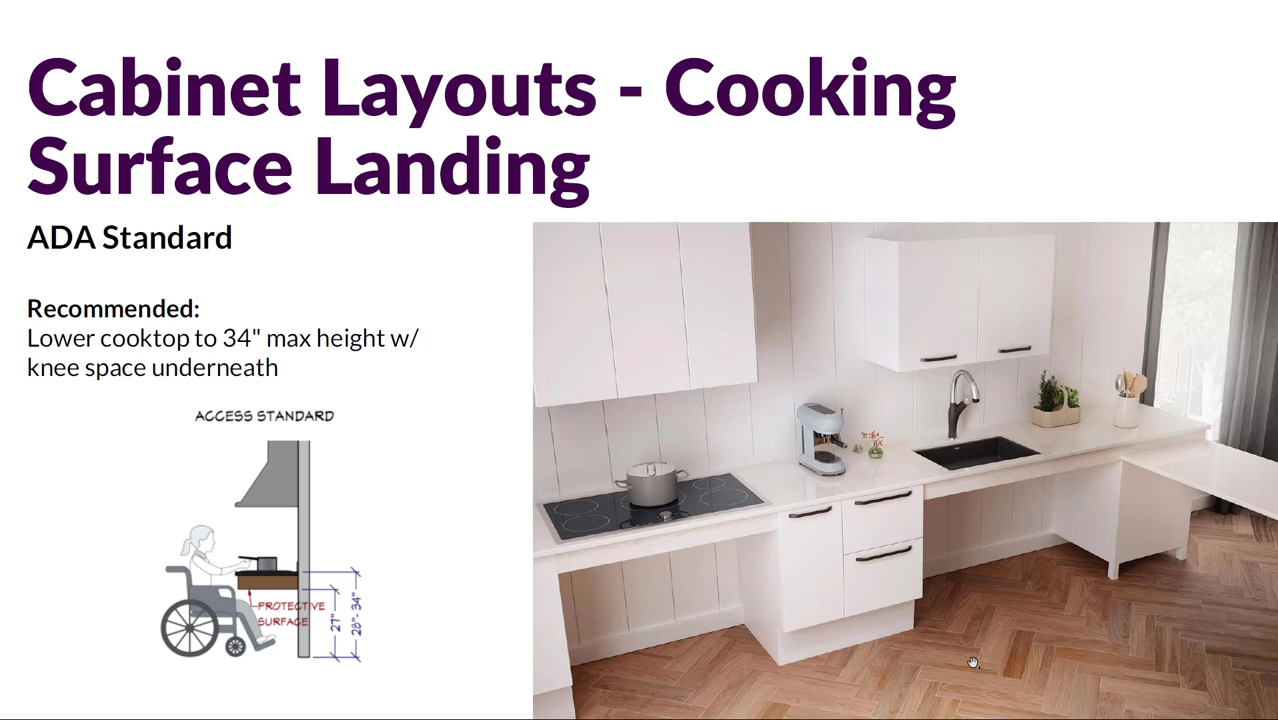 Cabinet Layouts - Cooking
Surface Landing
ADA Standard
Recommended:
Lower cooktop to 34" max height w/
knee space underneath
ACCESS STANDARD
PROTECTIVE
SURFACE
27"
28"- 34"